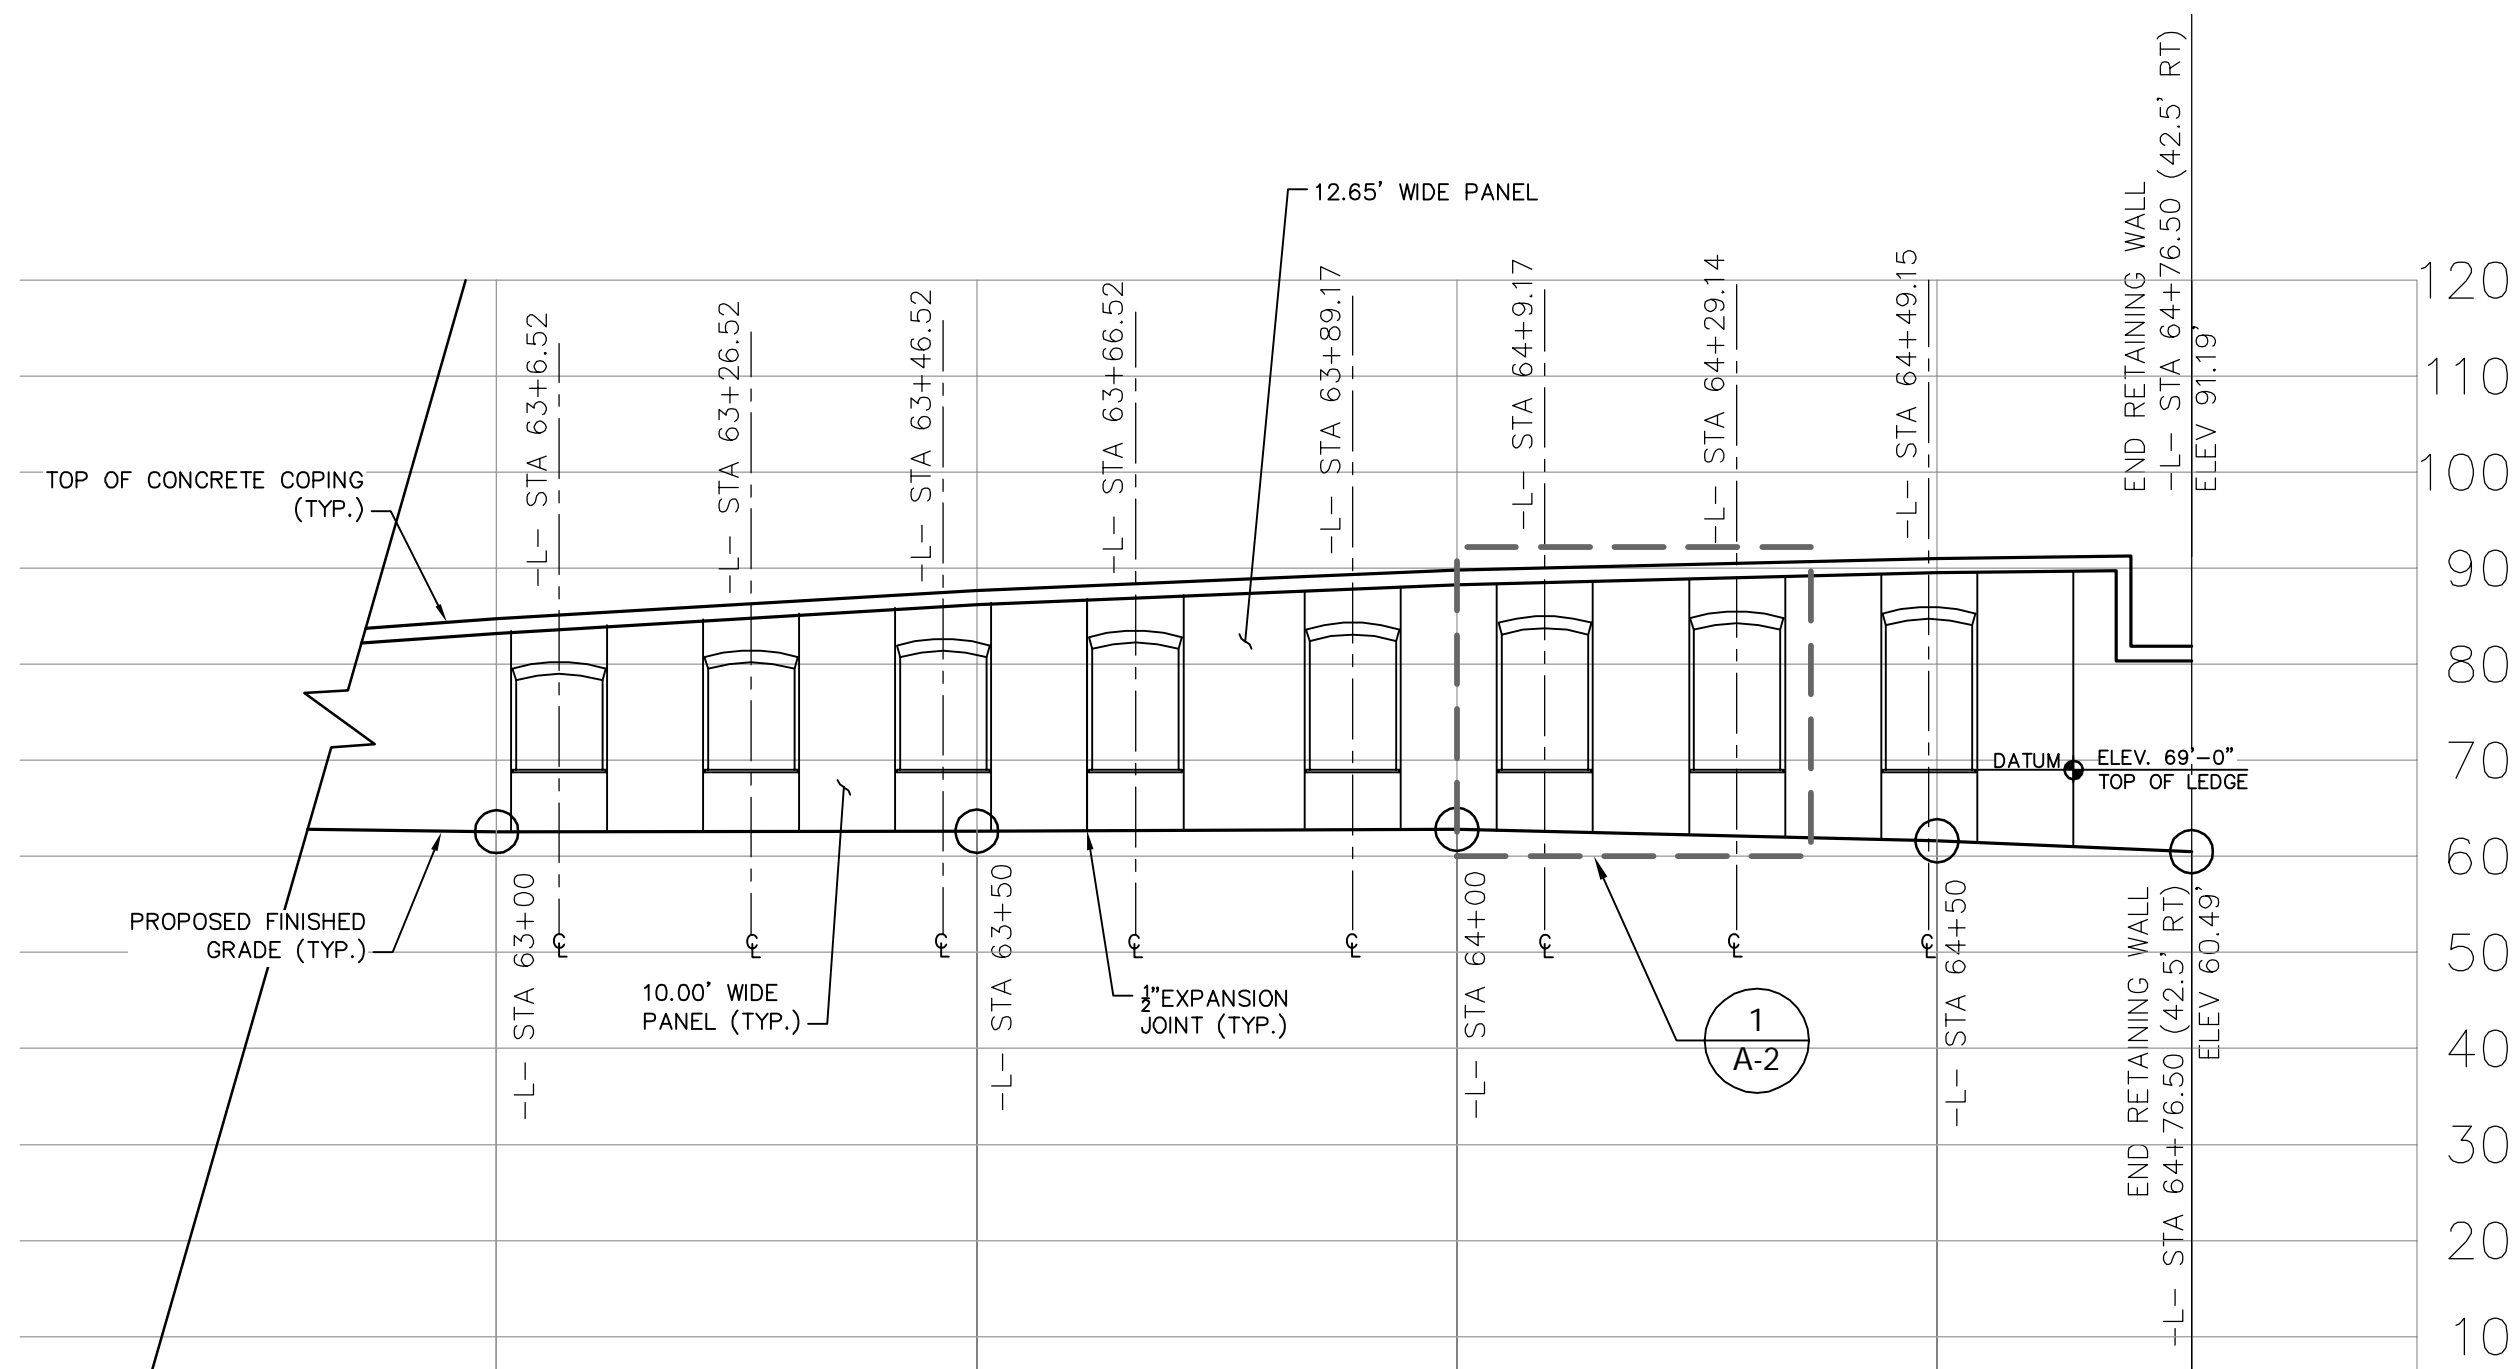 12.65' WIDE PANEL
-L- STA 63+6.52
-L- STA 63+26.52
-L- STA 63+46.52
-L- STA 63+66.52
-L- STA 63+89.17
-L- STA 64+9.17
-L- STA 64+29.14
-L- STA 64+49.15
END RETAINING WALL
-L- STA 64+76.50 (42.5' RT)
ELEV 91.19'
TOP OF CONCRETE COPING
(TYP.)
DATUM
ELEV. 69'-0"
TOP OF LEDGE
PROPOSED FINISHED
GRADE (TYP.)
-L- STA 63+00
10.00' WIDE
PANEL (TYP.)
-L- STA 63+50
½"EXPANSION
JOINT (TYP.)
-L- STA 64+00
1
A-2
-L- STA 64+50
END RETAINING WALL
-L- STA 64+76.50 (42.5' RT)
ELEV 60.49'
℄
℄
℄
℄
℄
℄
℄
℄
120
110
100
90
80
70
60
50
40
30
20
10